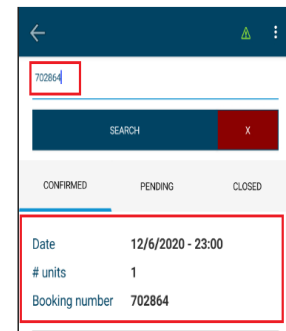 702864
SEARCH X
CONFIRMED PENDING CLOSED
Date 12/6/2020 - 23:00
# units 1
Booking number 702864